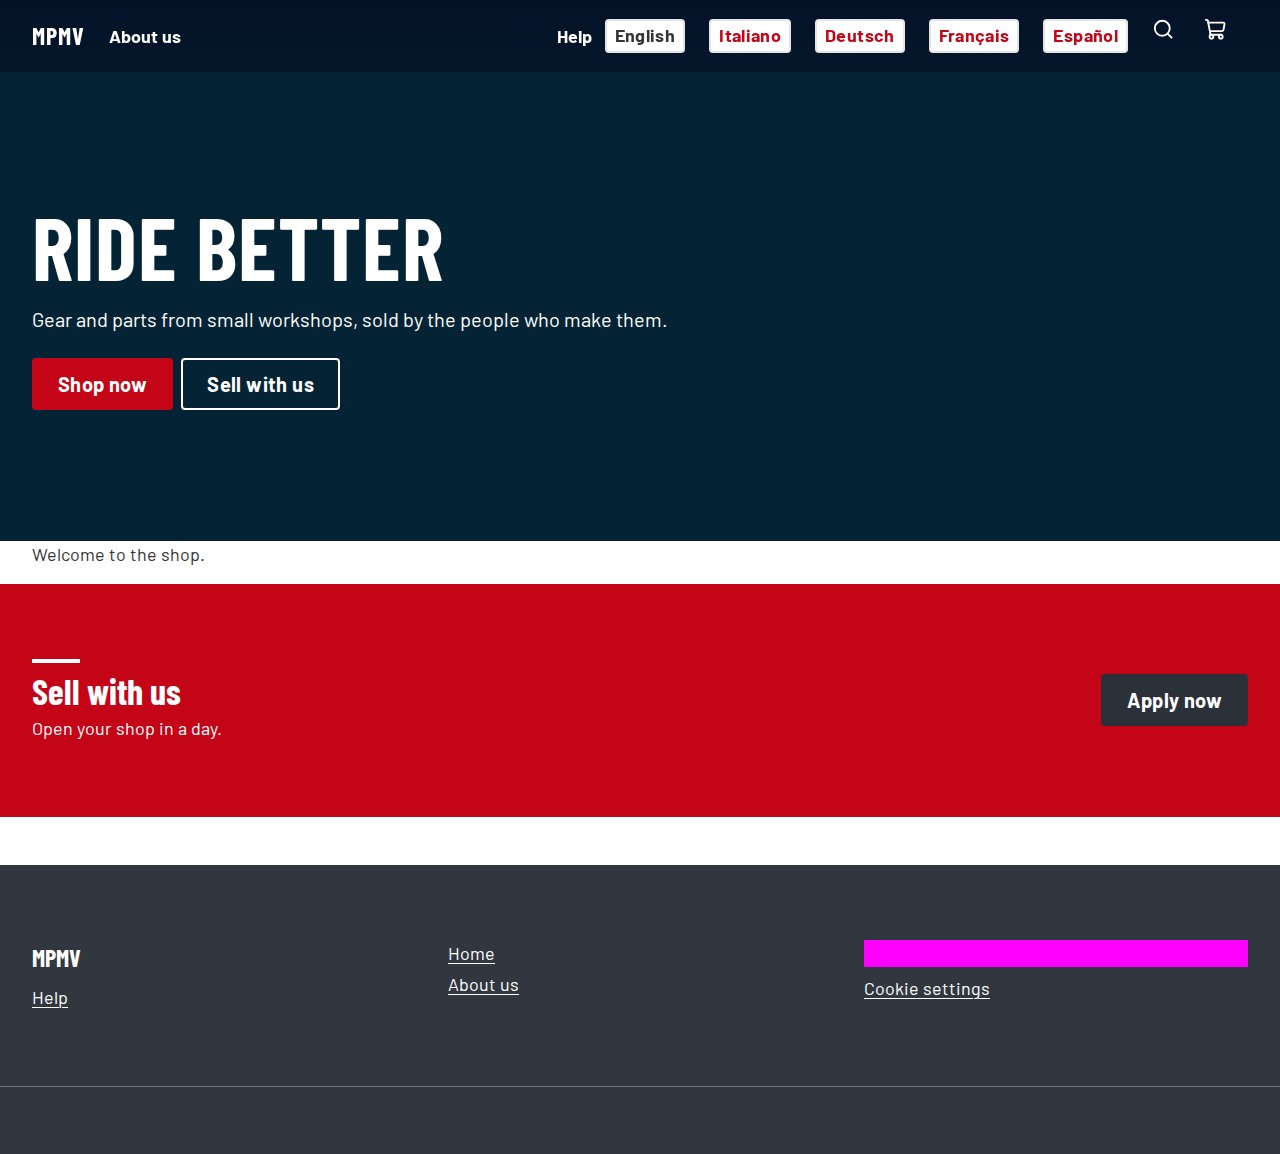 MPMV About us Help English Italiano Deutsch Français Español
RIDE BETTER
Gear and parts from small workshops, sold by the people who make them.
Shop now Sell with us
Welcome to the shop.
Sell with us
Open your shop in a day.
Apply now
MPMV
Help
Home
About us
Cookie settings